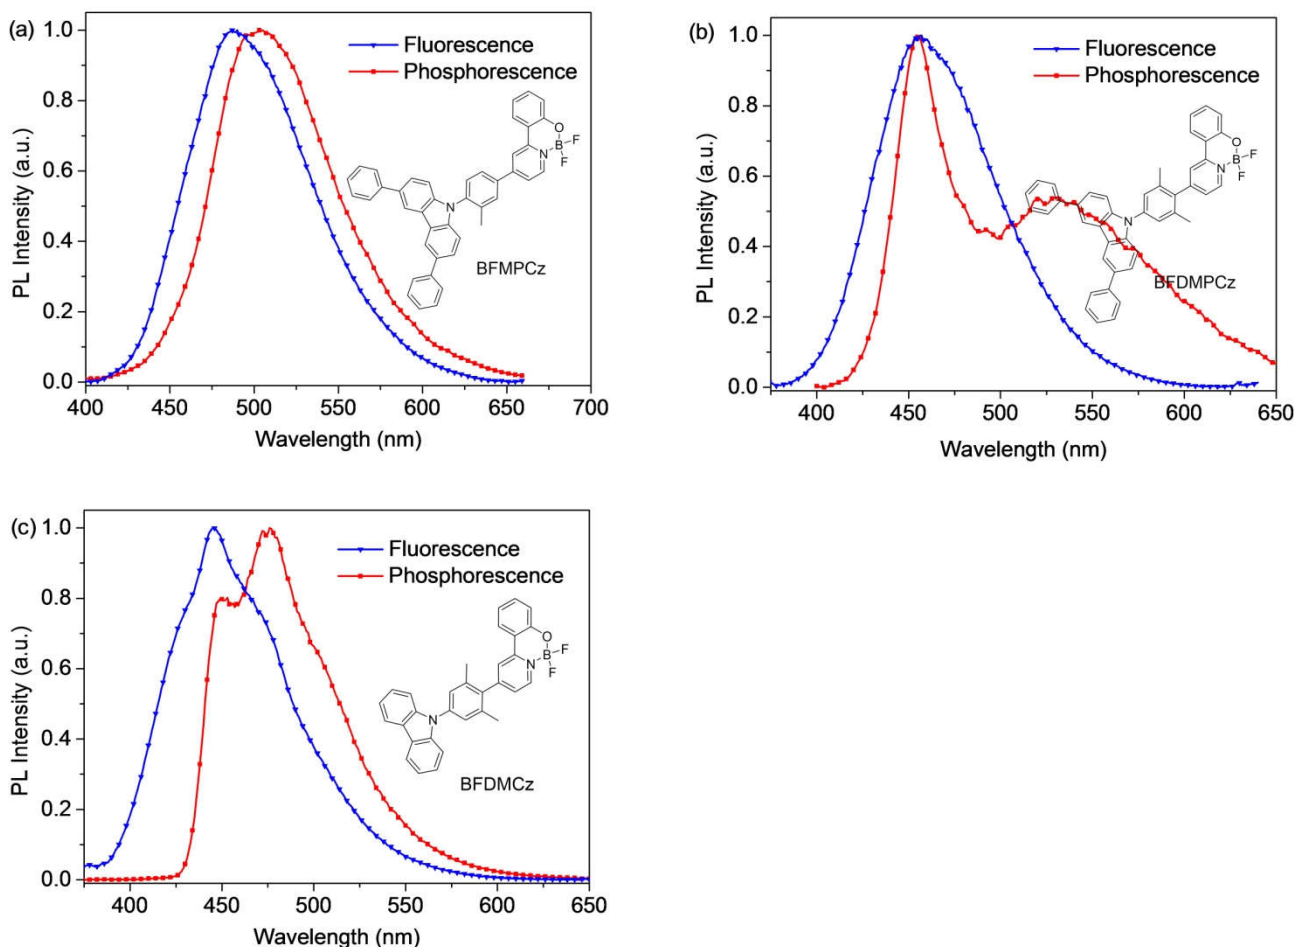 (a)
Fluorescence
Phosphorescence
PL Intensity (a.u.)
1.0
0.8
0.6
0.4
0.2
0.0
O
B
F
F
N
N
BFMPCz
400 450 500 550 600 650 700
Wavelength (nm)
(b)
Fluorescence
Phosphorescence
PL Intensity (a.u.)
1.0
0.8
0.6
0.4
0.2
0.0
O
B
F
F
N
N
BFDMPCz
400 450 500 550 600 650
Wavelength (nm)
(c)
Fluorescence
Phosphorescence
PL Intensity (a.u.)
1.0
0.8
0.6
0.4
0.2
0.0
O
B
F
F
N
N
BFDMCz
400 450 500 550 600 650
Wavelength (nm)